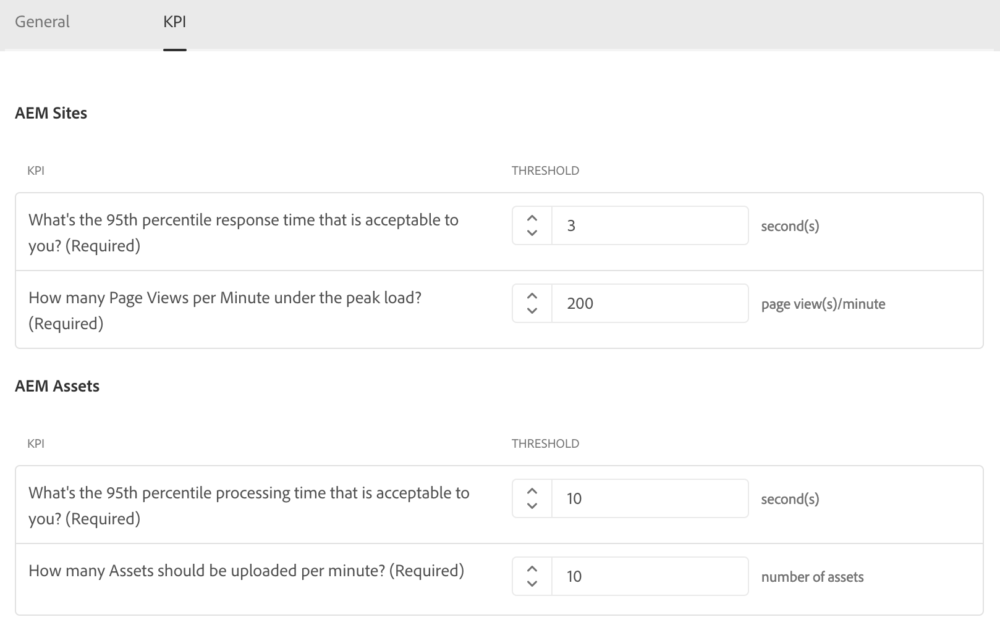 General
KPI
AEM Sites
KPI
THRESHOLD
What's the 95th percentile response time that is acceptable to
you? (Required)
3
second(s)
How many Page Views per Minute under the peak load?
(Required)
200
page view(s)/minute
AEM Assets
KPI
THRESHOLD
What's the 95th percentile processing time that is acceptable to
you? (Required)
10
second(s)
How many Assets should be uploaded per minute? (Required)
10
number of assets